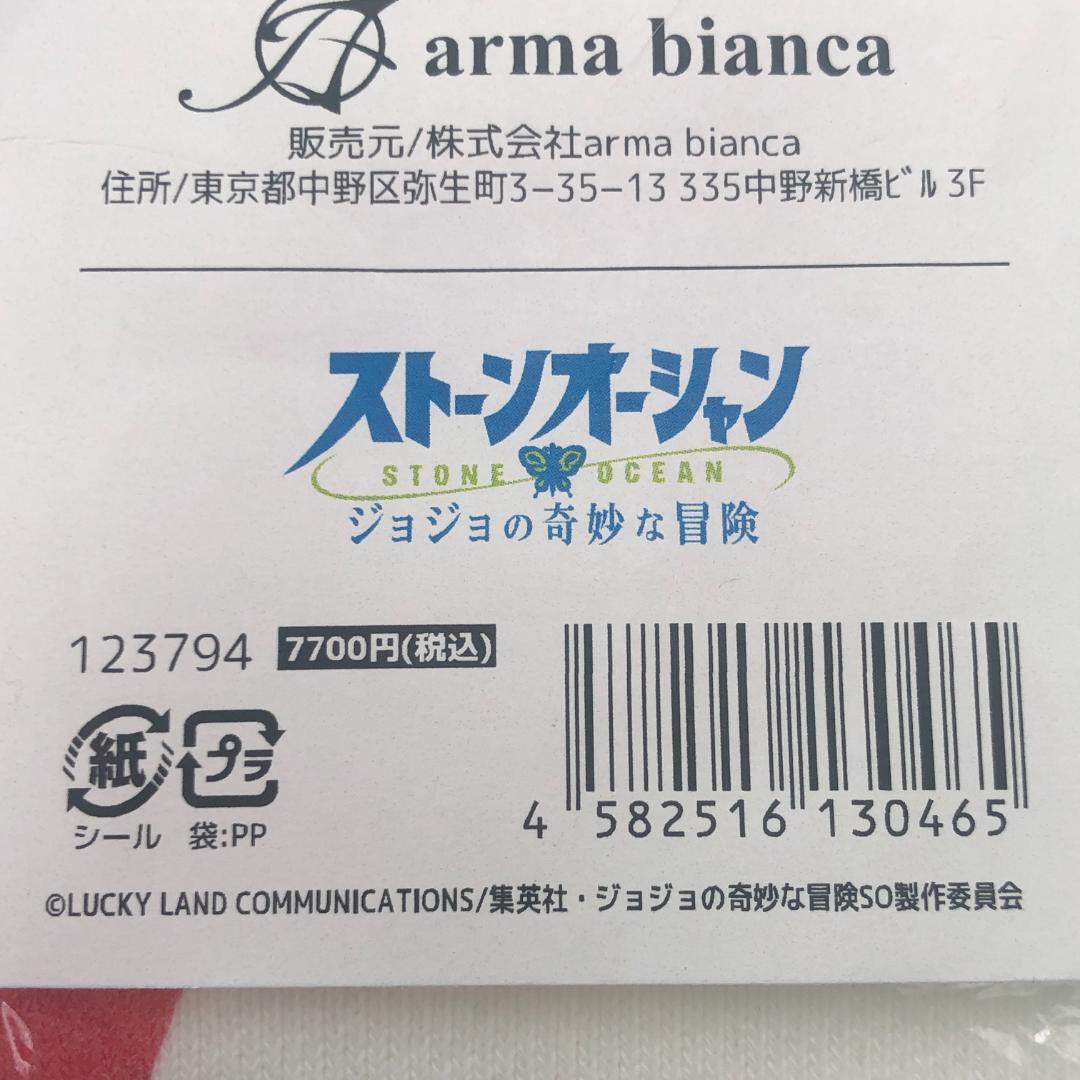 arma bianca
販売元/株式会社arma bianca
住所/東京都中野区弥生町3-35-13 335中野新橋ﾋﾞﾙ 3F
ストーンオーシャン
STONE OCEAN
ジョジョの奇妙な冒険
123794 7700円(税込)
紙 プラ
シール 袋:PP
4 582516 130465
©LUCKY LAND COMMUNICATIONS/集英社・ジョジョの奇妙な冒険SO製作委員会